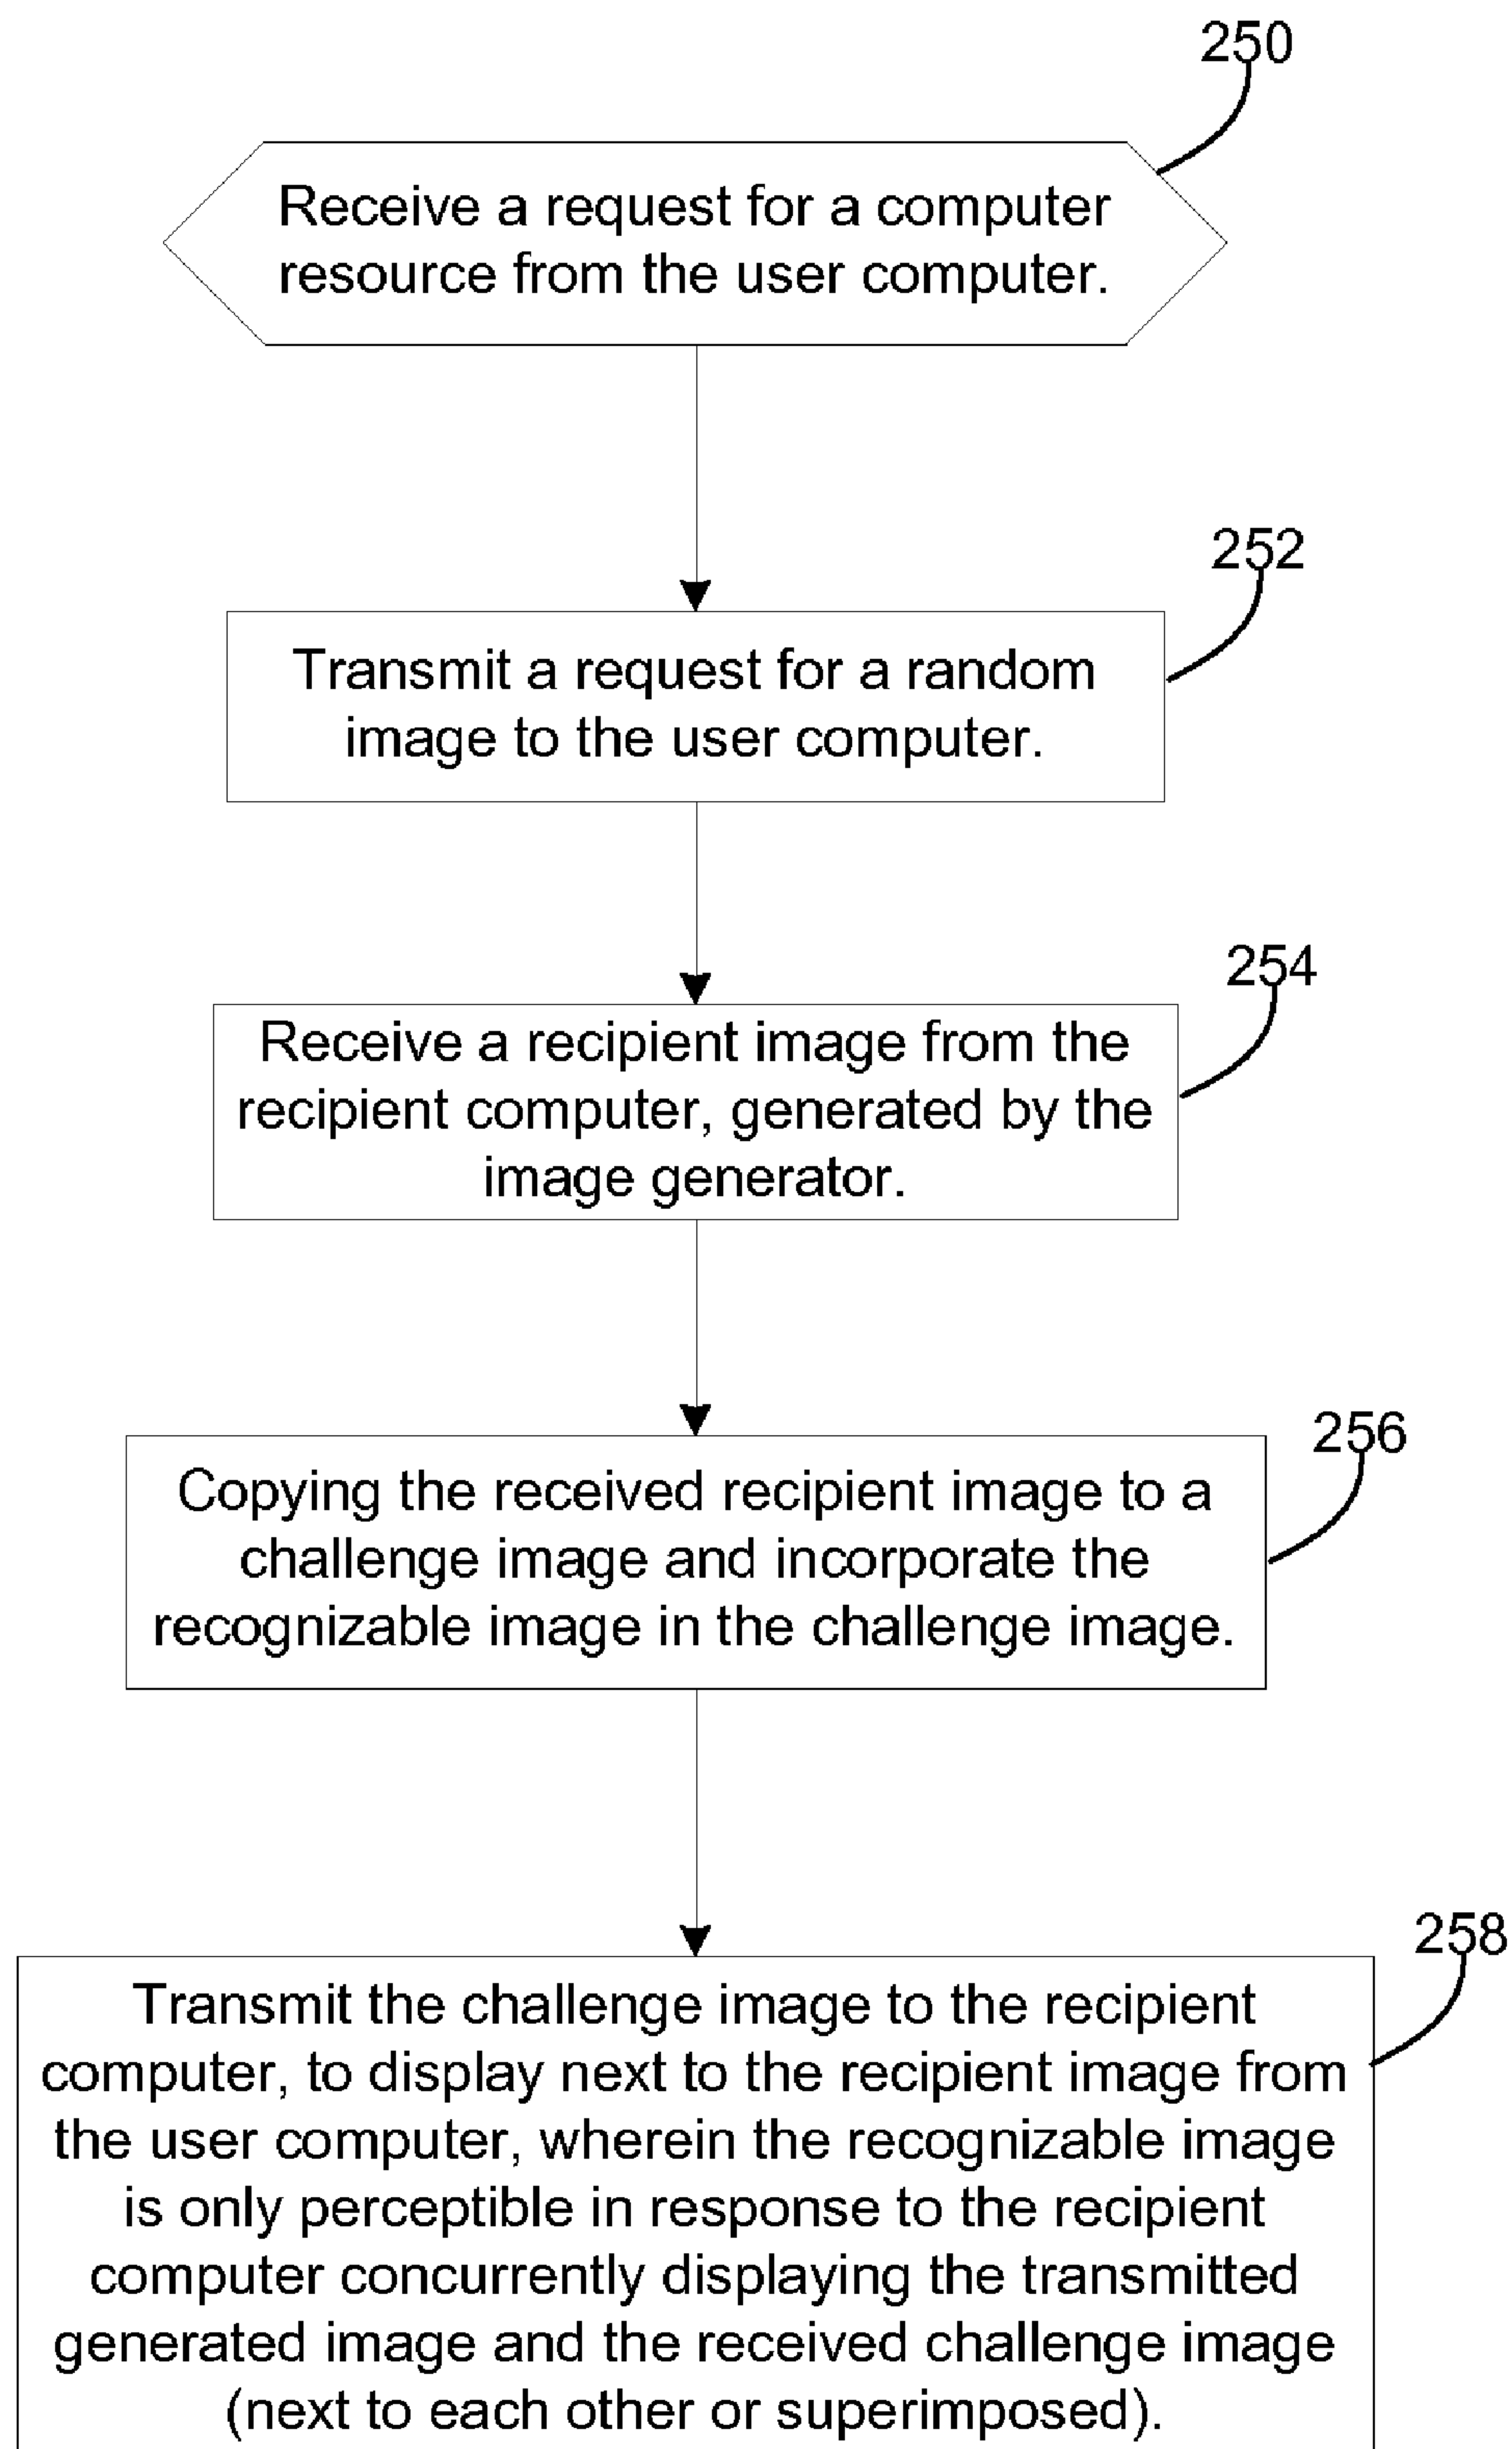 250
Receive a request for a computer
resource from the user computer.
252
Transmit a request for a random
image to the user computer.
254
Receive a recipient image from the
recipient computer, generated by the
image generator.
256
Copying the received recipient image to a
challenge image and incorporate the
recognizable image in the challenge image.
258
Transmit the challenge image to the recipient
computer, to display next to the recipient image from
the user computer, wherein the recognizable image
is only perceptible in response to the recipient
computer concurrently displaying the transmitted
generated image and the received challenge image
(next to each other or superimposed).